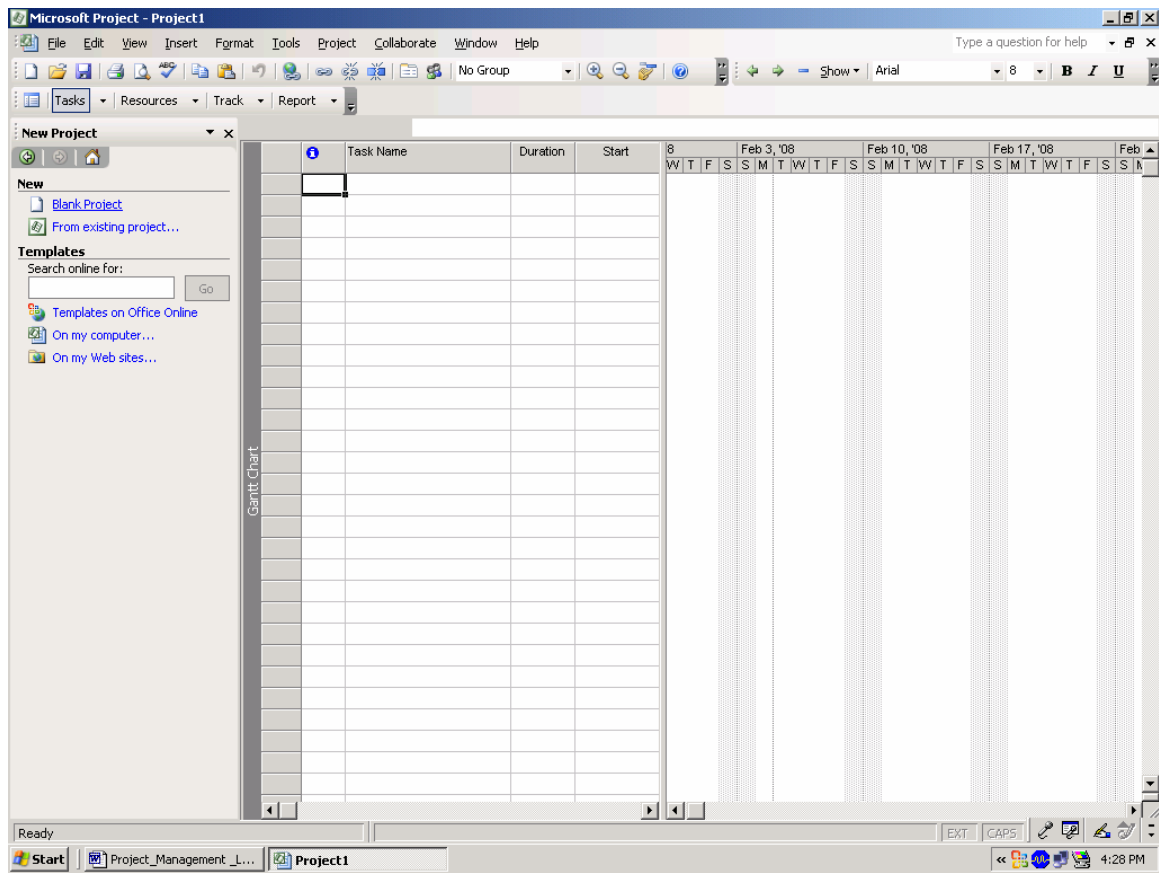 Microsoft Project - Project1
File Edit View Insert Format Tools Project Collaborate Window Help Type a question for help
No Group Show Arial 8 B I U
Tasks Resources Track Report
New Project
New
Blank Project
From existing project...
Templates
Search online for:
Go
Templates on Office Online
On my computer...
On my Web sites...
Gantt Chart
Task Name Duration Start
8 Feb 3, '08 Feb 10, '08 Feb 17, '08 Feb
W T F S S M T W T F S S M T W T F S S M T W T F S S M
Ready EXT CAPS
Start Project_Management _L... Project1 « 4:28 PM